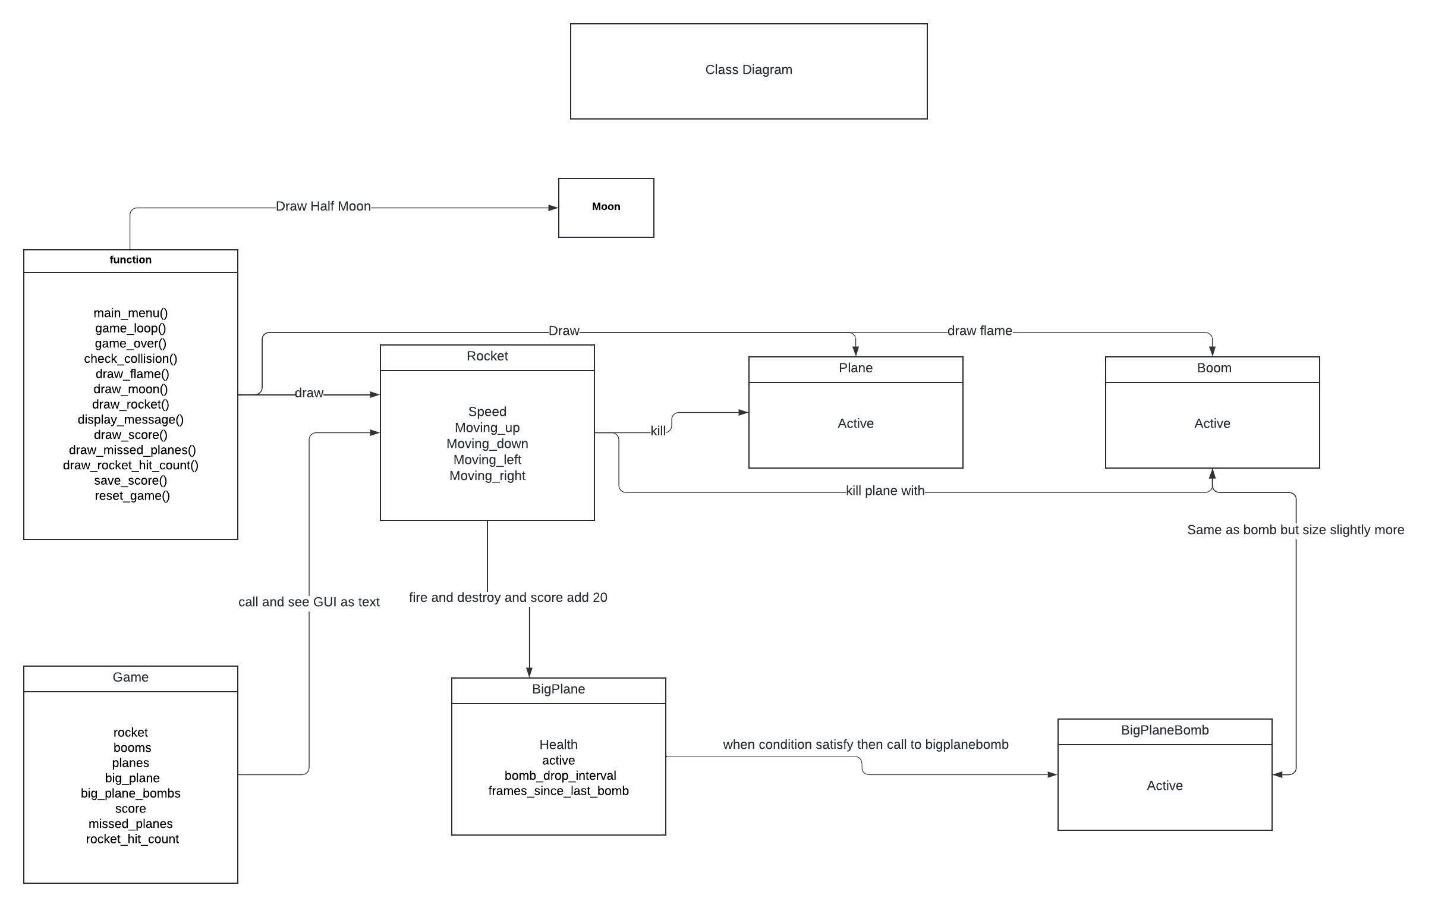 Class Diagram
Draw Half Moon
Moon
function
main_menu()
game_loop()
game_over()
check_collision()
draw_flame()
draw_moon()
draw_rocket()
display_message()
draw_score()
draw_missed_planes()
draw_rocket_hit_count()
save_score()
reset_game()
Draw
draw flame
draw
Rocket
Speed
Moving_up
Moving_down
Moving_left
Moving_right
kill
Plane
Active
Boom
Active
kill plane with
Same as bomb but size slightly more
call and see GUI as text
fire and destroy and score add 20
Game
rocket
booms
planes
big_plane
big_plane_bombs
score
missed_planes
rocket_hit_count
BigPlane
Health
active
bomb_drop_interval
frames_since_last_bomb
when condition satisfy then call to bigplanebomb
BigPlaneBomb
Active